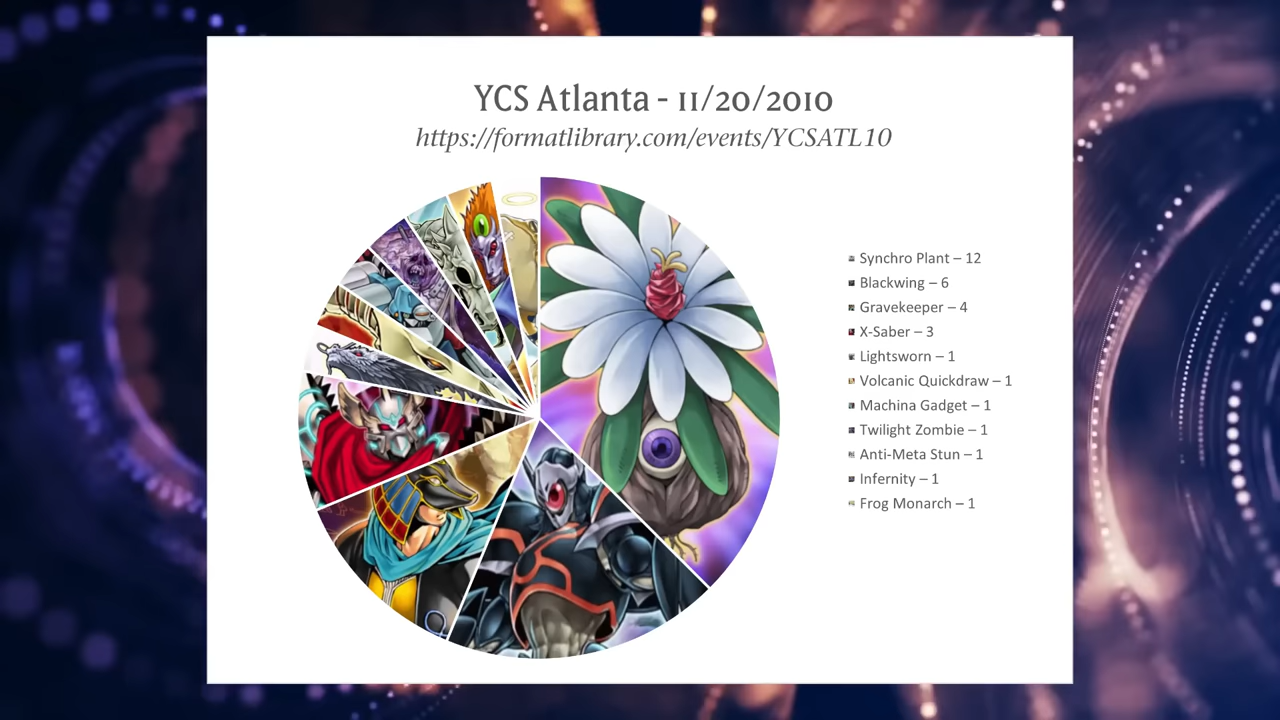 YCS Atlanta - 11/20/2010
https://formatlibrary.com/events/YCSATL10
Synchro Plant – 12
Blackwing – 6
Gravekeeper – 4
X-Saber – 3
Lightsworn – 1
Volcanic Quickdraw – 1
Machina Gadget – 1
Twilight Zombie – 1
Anti-Meta Stun – 1
Infernity – 1
Frog Monarch – 1